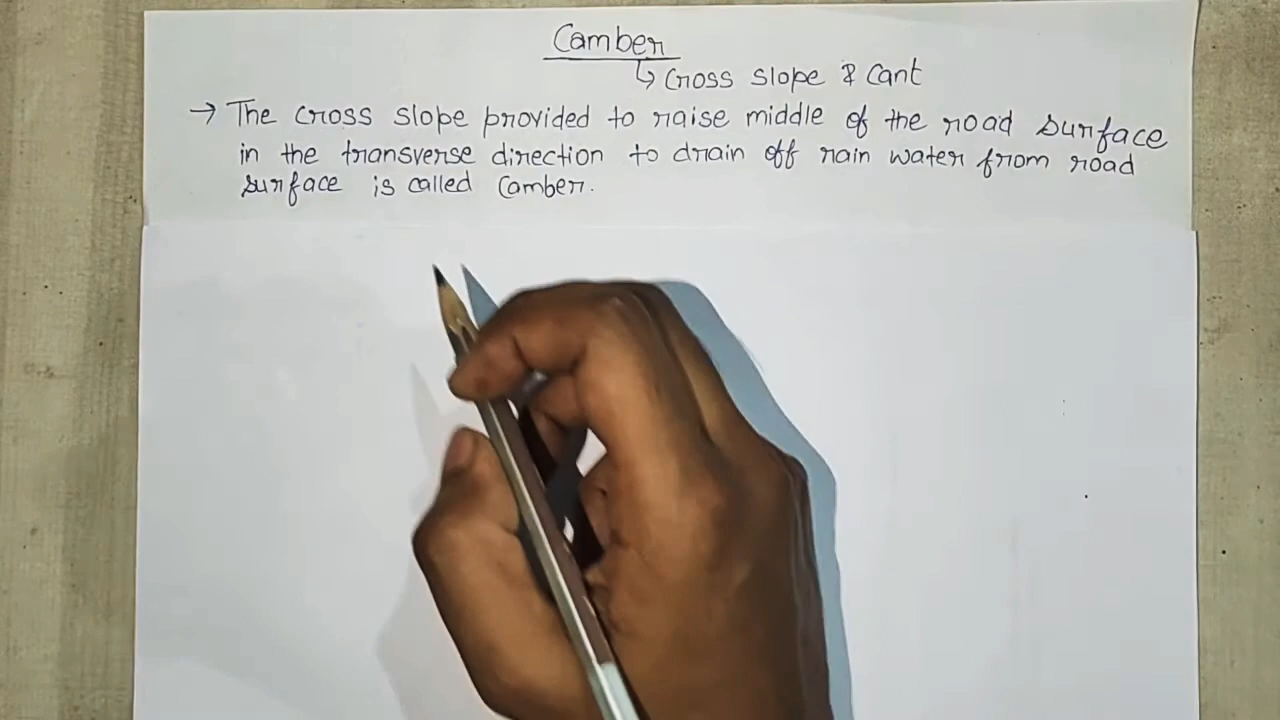 Camber
↳ Cross slope & Cant
→ The cross slope provided to raise middle of the road surface
in the transverse direction to drain off rain water from road
surface is called Camber.